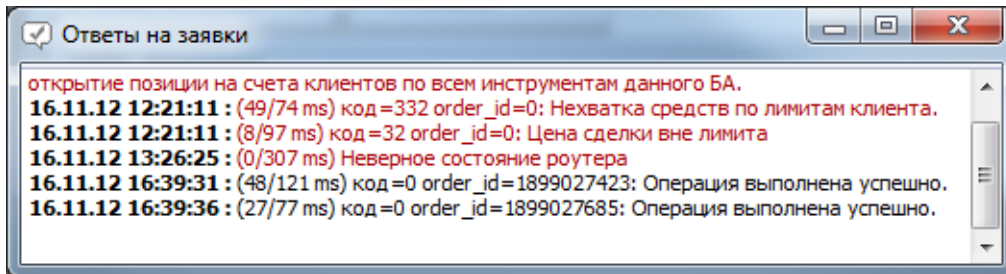 Ответы на заявки
открытие позиции на счета клиентов по всем инструментам данного БА.
16.11.12 12:21:11 : (49/74 ms) код=332 order_id=0: Нехватка средств по лимитам клиента.
16.11.12 12:21:11 : (8/97 ms) код=32 order_id=0: Цена сделки вне лимита
16.11.12 13:26:25 : (0/307 ms) Неверное состояние роутера
16.11.12 16:39:31 : (48/121 ms) код=0 order_id=1899027423: Операция выполнена успешно.
16.11.12 16:39:36 : (27/77 ms) код=0 order_id=1899027685: Операция выполнена успешно.